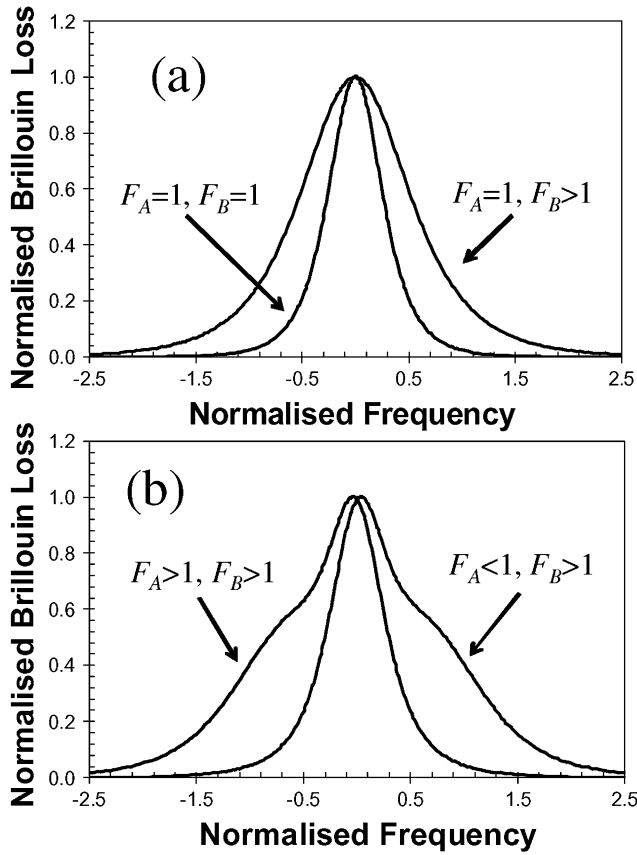 Normalised Brillouin Loss
1.2
1.0
0.8
0.6
0.4
0.2
0.0
(a)
F_A=1, F_B=1
F_A=1, F_B>1
-2.5 -1.5 -0.5 0.5 1.5 2.5
Normalised Frequency
Normalised Brillouin Loss
1.2
1.0
0.8
0.6
0.4
0.2
0.0
(b)
F_A>1, F_B>1
F_A<1, F_B>1
-2.5 -1.5 -0.5 0.5 1.5 2.5
Normalised Frequency